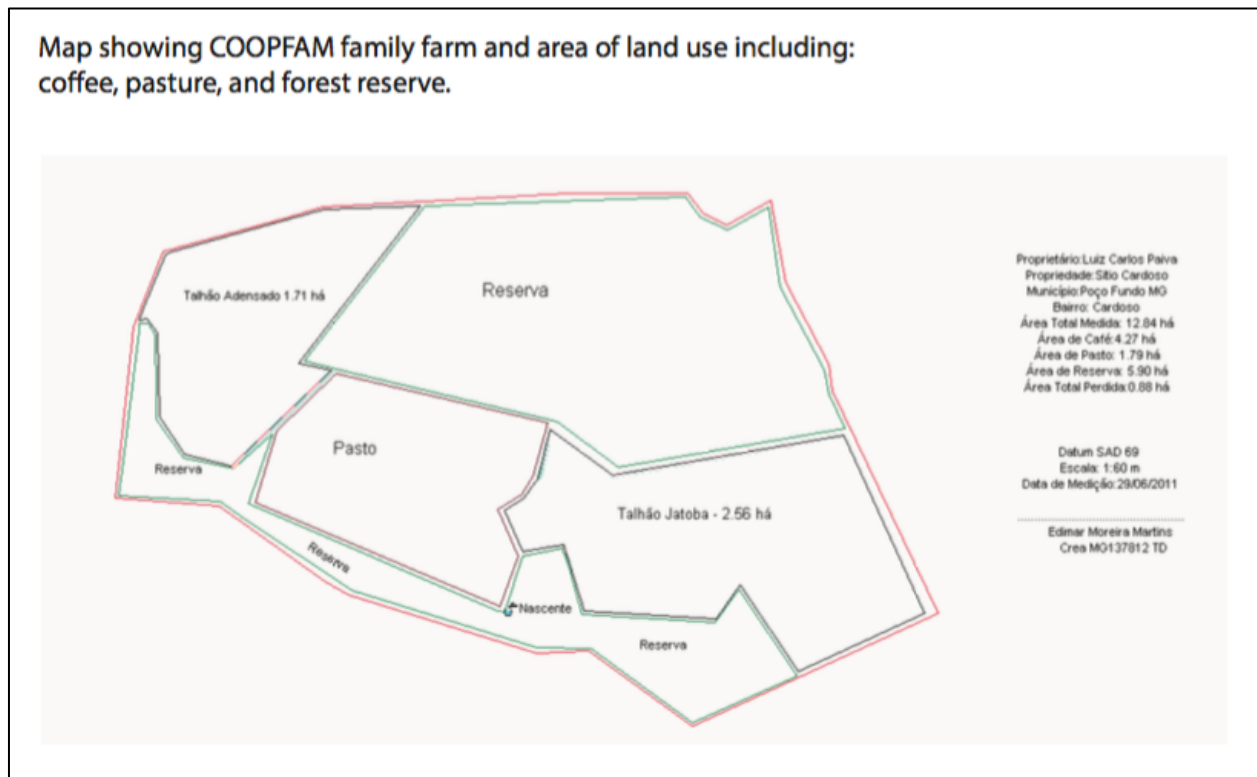 Map showing COOPFAM family farm and area of land use including:
coffee, pasture, and forest reserve.
Talhão Adensado 1.71 há
Reserva
Pasto
Reserva
Reserva
Nascente
Talhão Jatoba - 2.56 há
Reserva
Proprietário:Luiz Carlos Paiva
Propriedade:Sítio Cardoso
Município:Poço Fundo MG
Bairro: Cardoso
Área Total Medida: 12.84 há
Área de Café:4.27 há
Área de Pasto: 1.79 há
Área de Reserva: 5.90 há
Área Total Perdida:0.88 há
Datum SAD 69
Escala: 1:60 m
Data de Medição:29/06/2011
Edimar Moreira Martins
Crea MG137812 TD